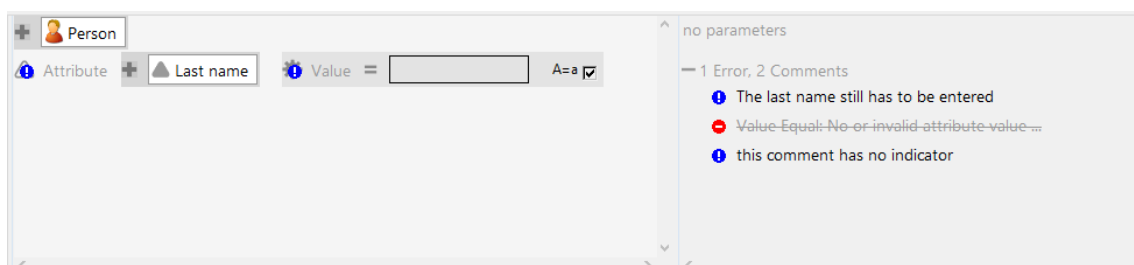 Person
Attribute Last name Value = A=a
no parameters
1 Error, 2 Comments
The last name still has to be entered
Value Equal: No or invalid attribute value ...
this comment has no indicator